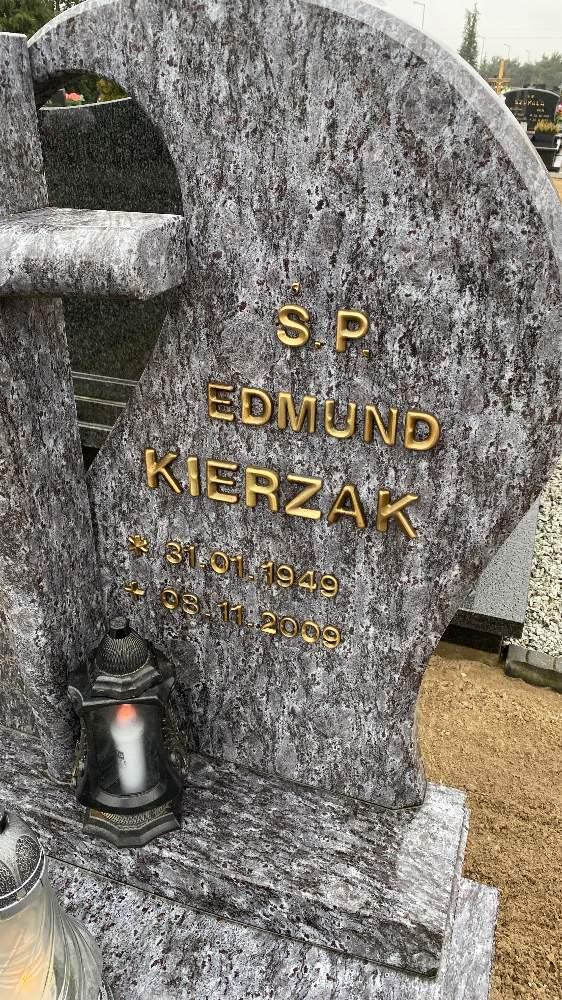 Ś.P.
EDMUND
KIERZAK
* 31.01.1949
+ 08.11.2009